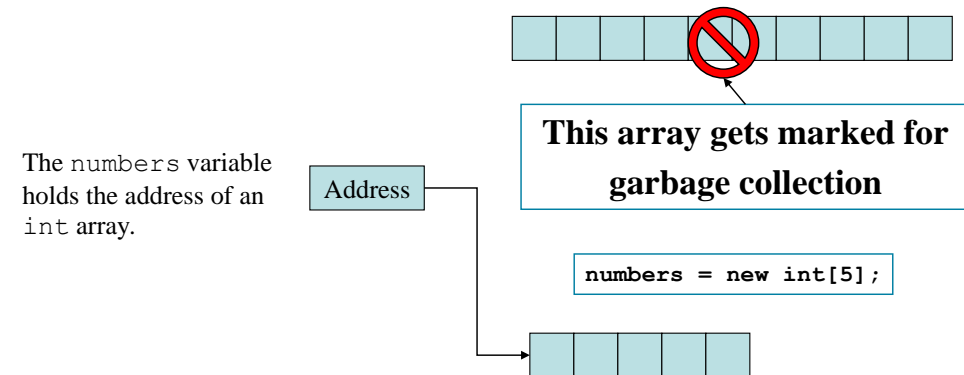 This array gets marked for
garbage collection
The numbers variable
holds the address of an
int array.
Address
numbers = new int[5];